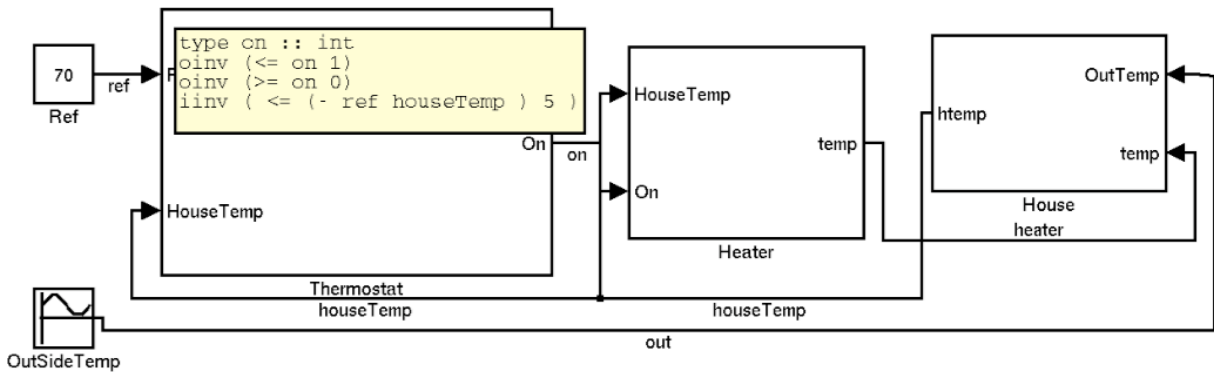 type on :: int
oinv (<= on 1)
oinv (>= on 0)
iinv ( <= (- ref houseTemp ) 5 )
70
ref
Ref
HouseTemp
On
on
Thermostat
houseTemp
HouseTemp
On
temp
Heater
houseTemp
OutTemp
htemp
temp
House
heater
OutSideTemp
out